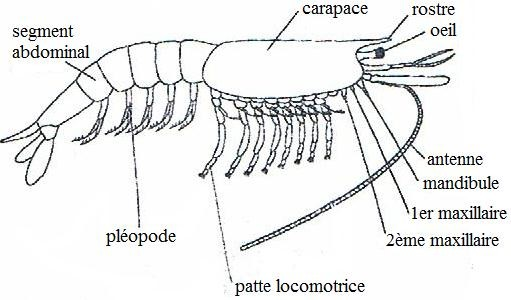 carapace
rostre
oeil
segment
abdominal
antenne
mandibule
1er maxillaire
2ème maxillaire
pléopode
patte locomotrice